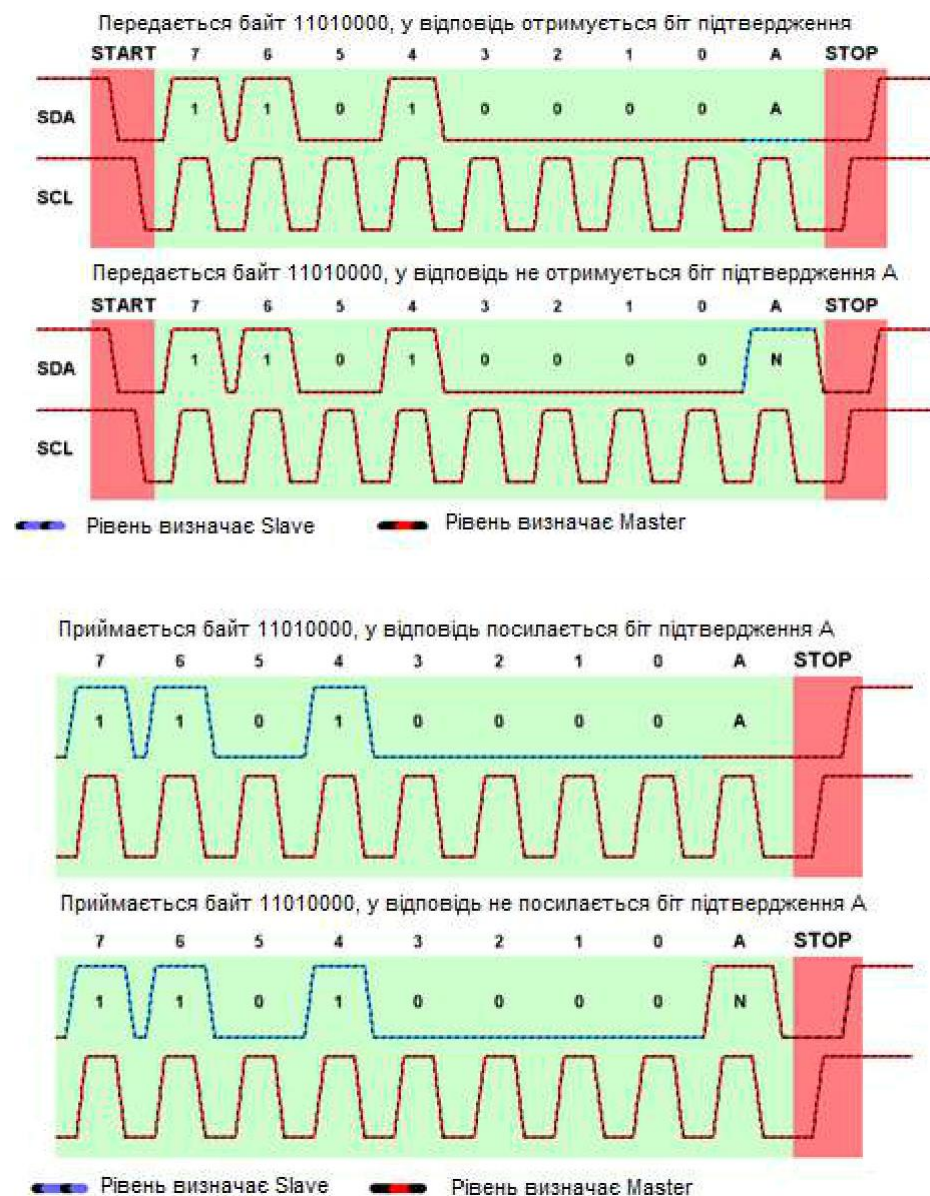 Передається байт 11010000, у відповідь отримується біт підтвердження
START 7 6 5 4 3 2 1 0 A STOP
SDA 1 1 0 1 0 0 0 0 A
SCL
Передається байт 11010000, у відповідь не отримується біт підтвердження А
START 7 6 5 4 3 2 1 0 A STOP
SDA 1 1 0 1 0 0 0 0 N
SCL
Рівень визначає Slave Рівень визначає Master
Приймається байт 11010000, у відповідь посилається біт підтвердження А
7 6 5 4 3 2 1 0 A STOP
1 1 0 1 0 0 0 0 A
Приймається байт 11010000, у відповідь не посилається біт підтвердження А
7 6 5 4 3 2 1 0 A STOP
1 1 0 1 0 0 0 0 N
Рівень визначає Slave Рівень визначає Master